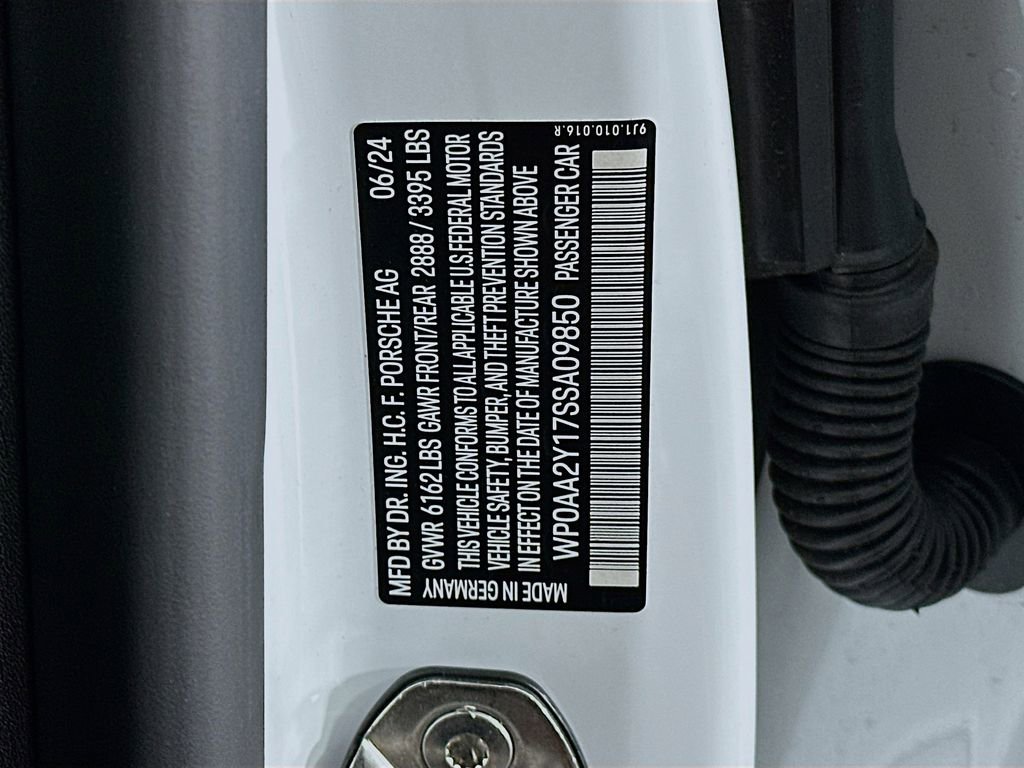 MFD BY DR. ING. H.C. F. PORSCHE AG 06/24
GVWR 6162 LBS GAWR FRONT/REAR 2888 / 3395 LBS
THIS VEHICLE CONFORMS TO ALL APPLICABLE U.S.FEDERAL MOTOR
VEHICLE SAFETY, BUMPER, AND THEFT PREVENTION STANDARDS
IN EFFECT ON THE DATE OF MANUFACTURE SHOWN ABOVE
WP0AA2Y17SSA09850 PASSENGER CAR
MADE IN GERMANY
9J1.010.016.R